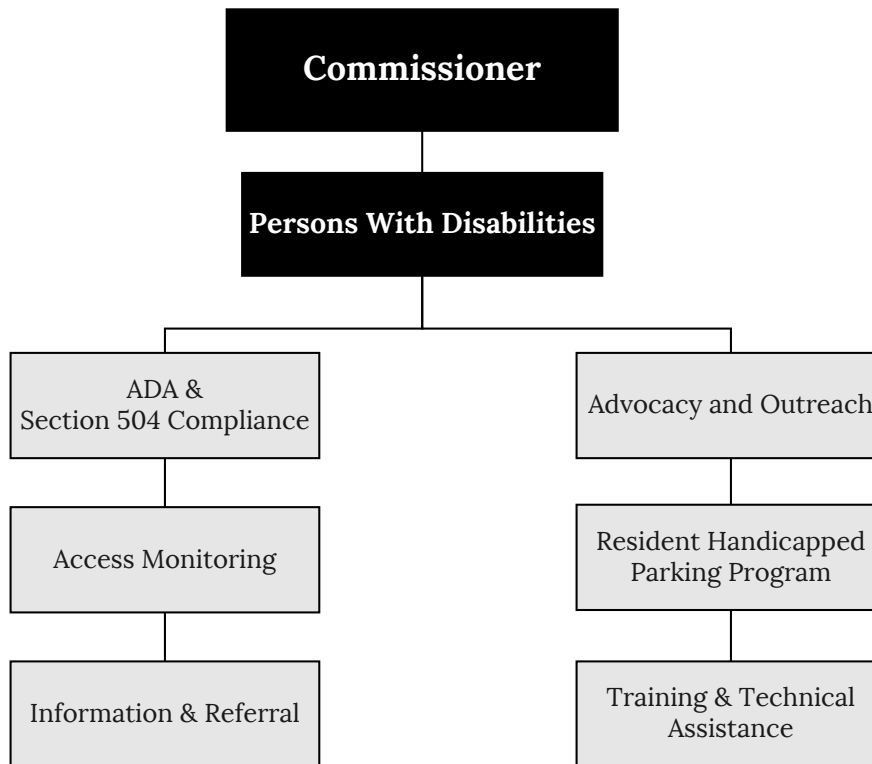 Commissioner
Persons With Disabilities
ADA &
Section 504 Compliance
Advocacy and Outreach
Access Monitoring
Resident Handicapped
Parking Program
Information & Referral
Training & Technical
Assistance